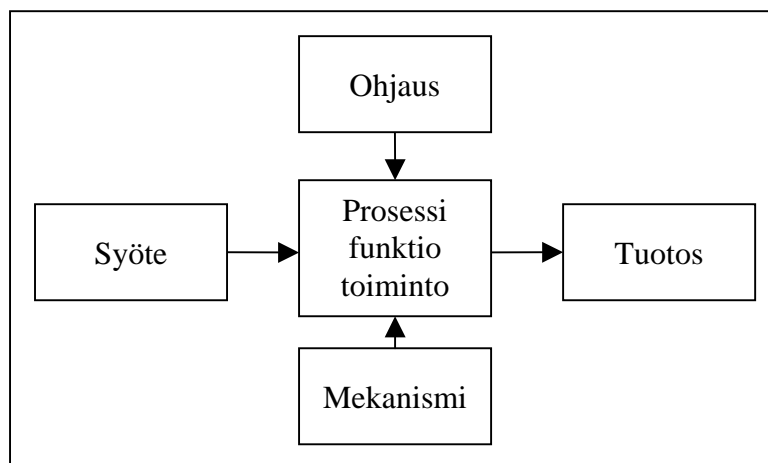 Ohjaus
Syöte
Prosessi
funktio
toiminto
Tuotos
Mekanismi